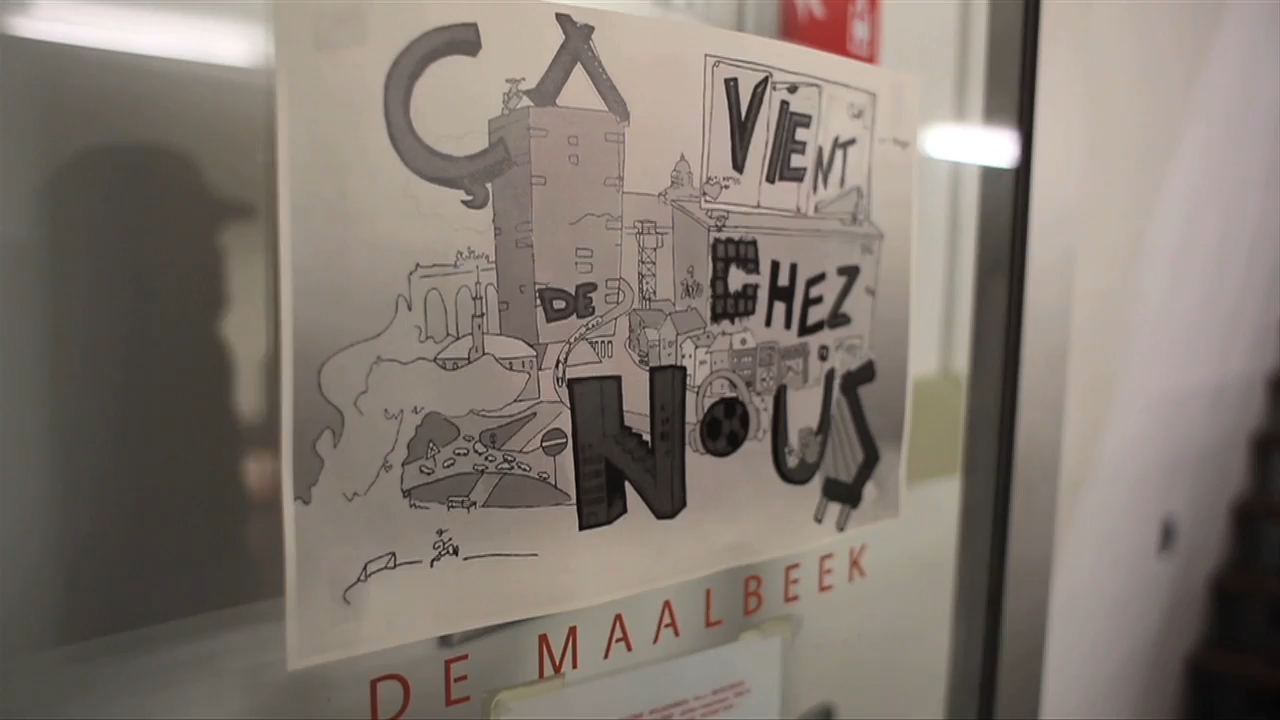 ÇA
VIENT
DE CHEZ
NOUS
DE MAALBEEK